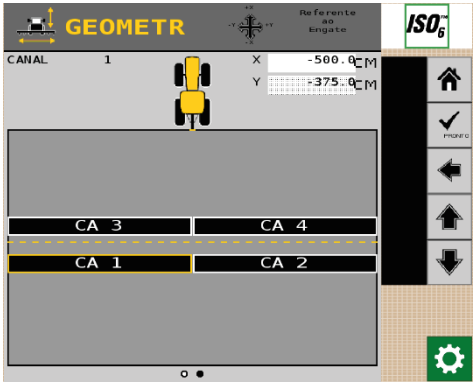 GEOMETR
+X
-Y +Y
-X
Referente
ao
Engate
ISO6™
CANAL 1
X -500.0 CM
Y -375.0 CM
PRONTO
CA 3 CA 4
CA 1 CA 2